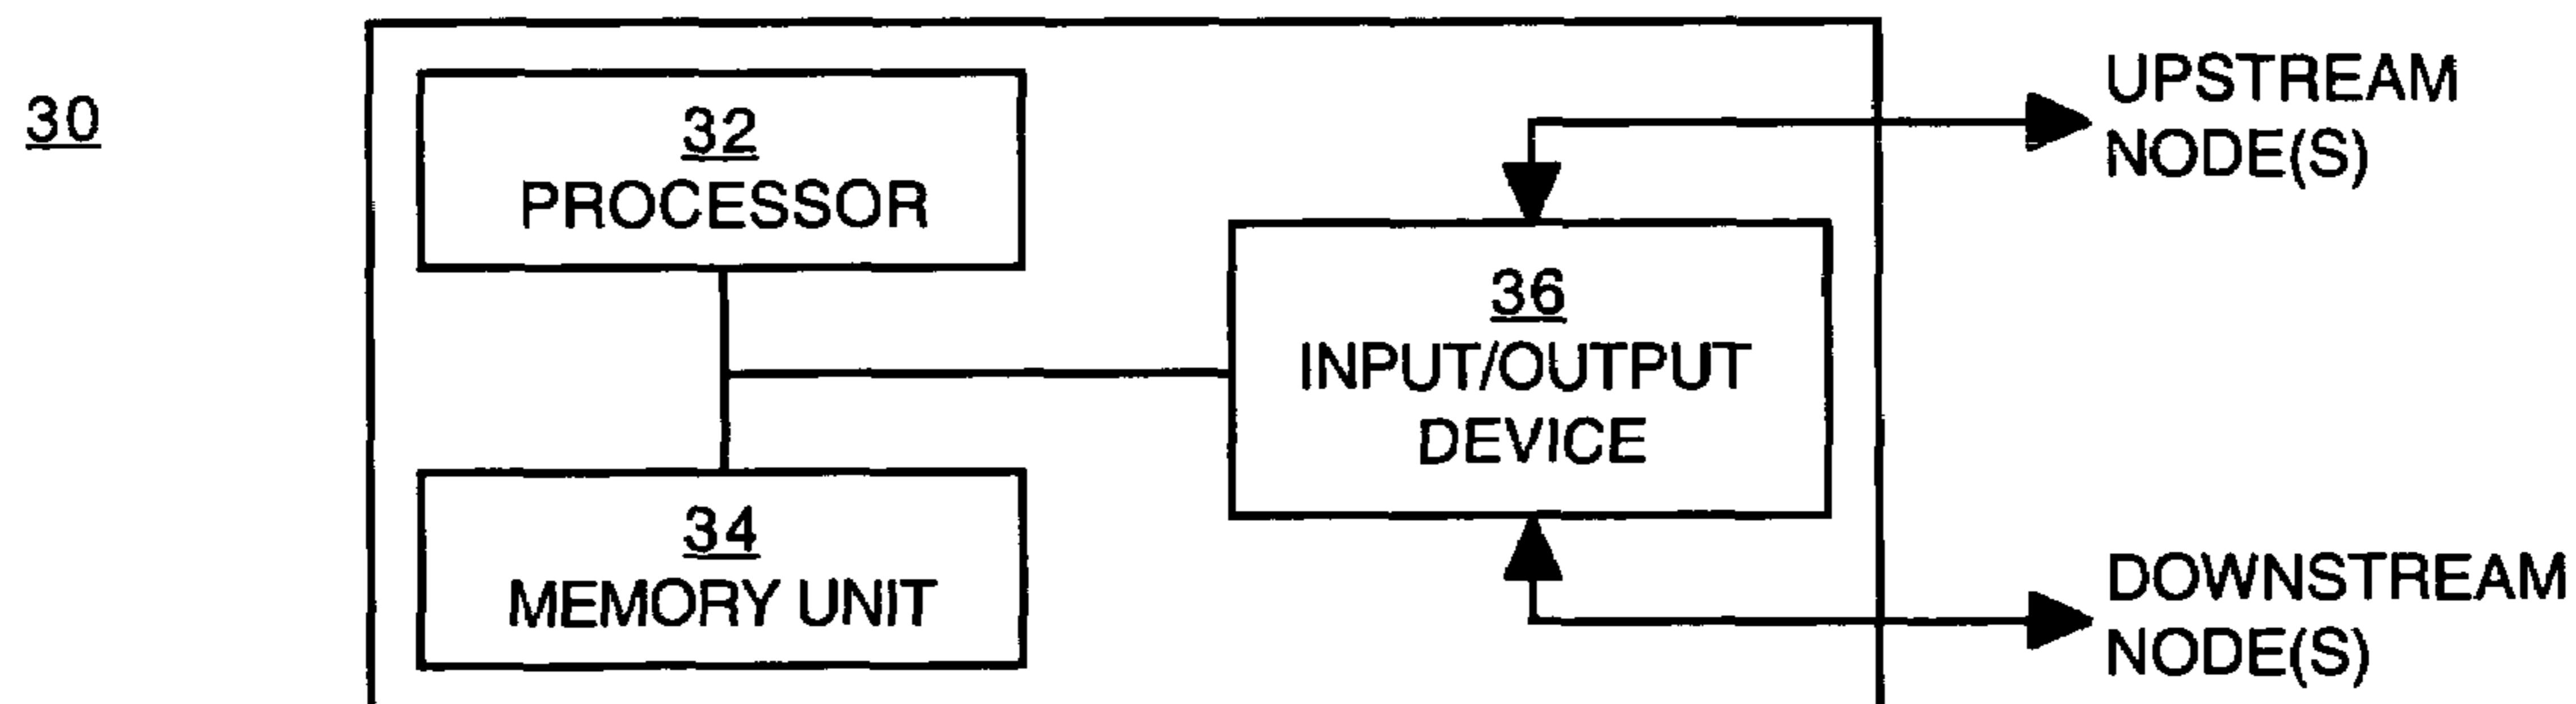 30
32
PROCESSOR
34
MEMORY UNIT
36
INPUT/OUTPUT
DEVICE
UPSTREAM
NODE(S)
DOWNSTREAM
NODE(S)